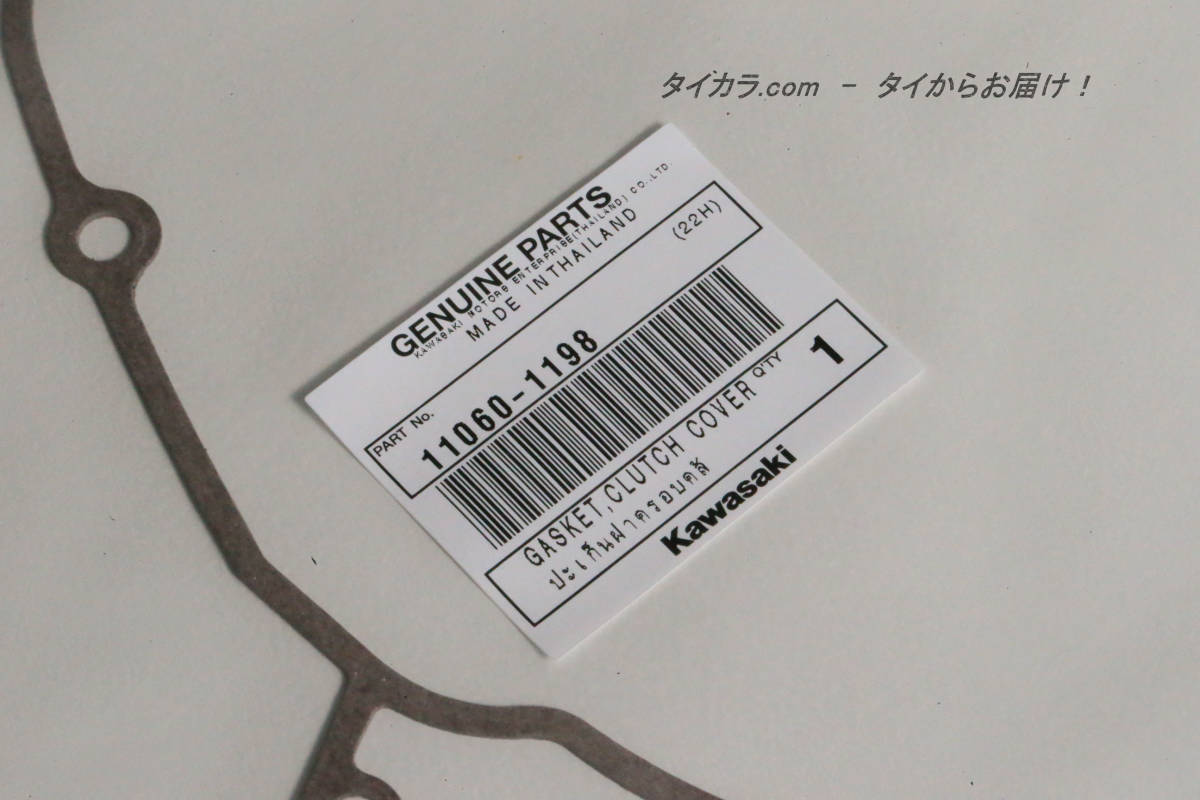 タイカラ.com － タイからお届け！
GENUINE PARTS
KAWASAKI MOTORS ENTERPRISE(THAILAND) CO.,LTD.
MADE INTHAILAND
(22H)
PART No.
11060-1198
GASKET,CLUTCH COVER
Q'TY
1
ปะเก็นฝาครอบคลั
Kawasaki